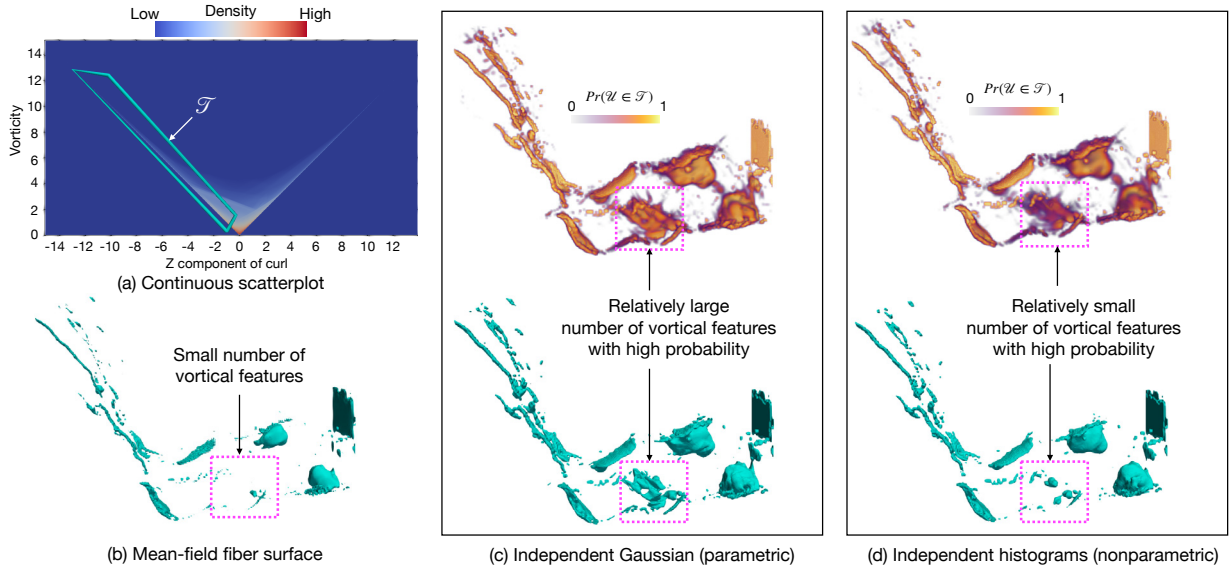 Low Density High
14
12
10
8
6
4
2
0
Vorticity
𝒯
-14 -12 -10 -8 -6 -4 -2 0 2 4 6 8 10 12
Z component of curl
(a) Continuous scatterplot
Small number of
vortical features
(b) Mean-field fiber surface
Pr(𝒰 ∈ 𝒯)
0 1
Relatively large
number of vortical features
with high probability
(c) Independent Gaussian (parametric)
Pr(𝒰 ∈ 𝒯)
0 1
Relatively small
number of vortical features
with high probability
(d) Independent histograms (nonparametric)